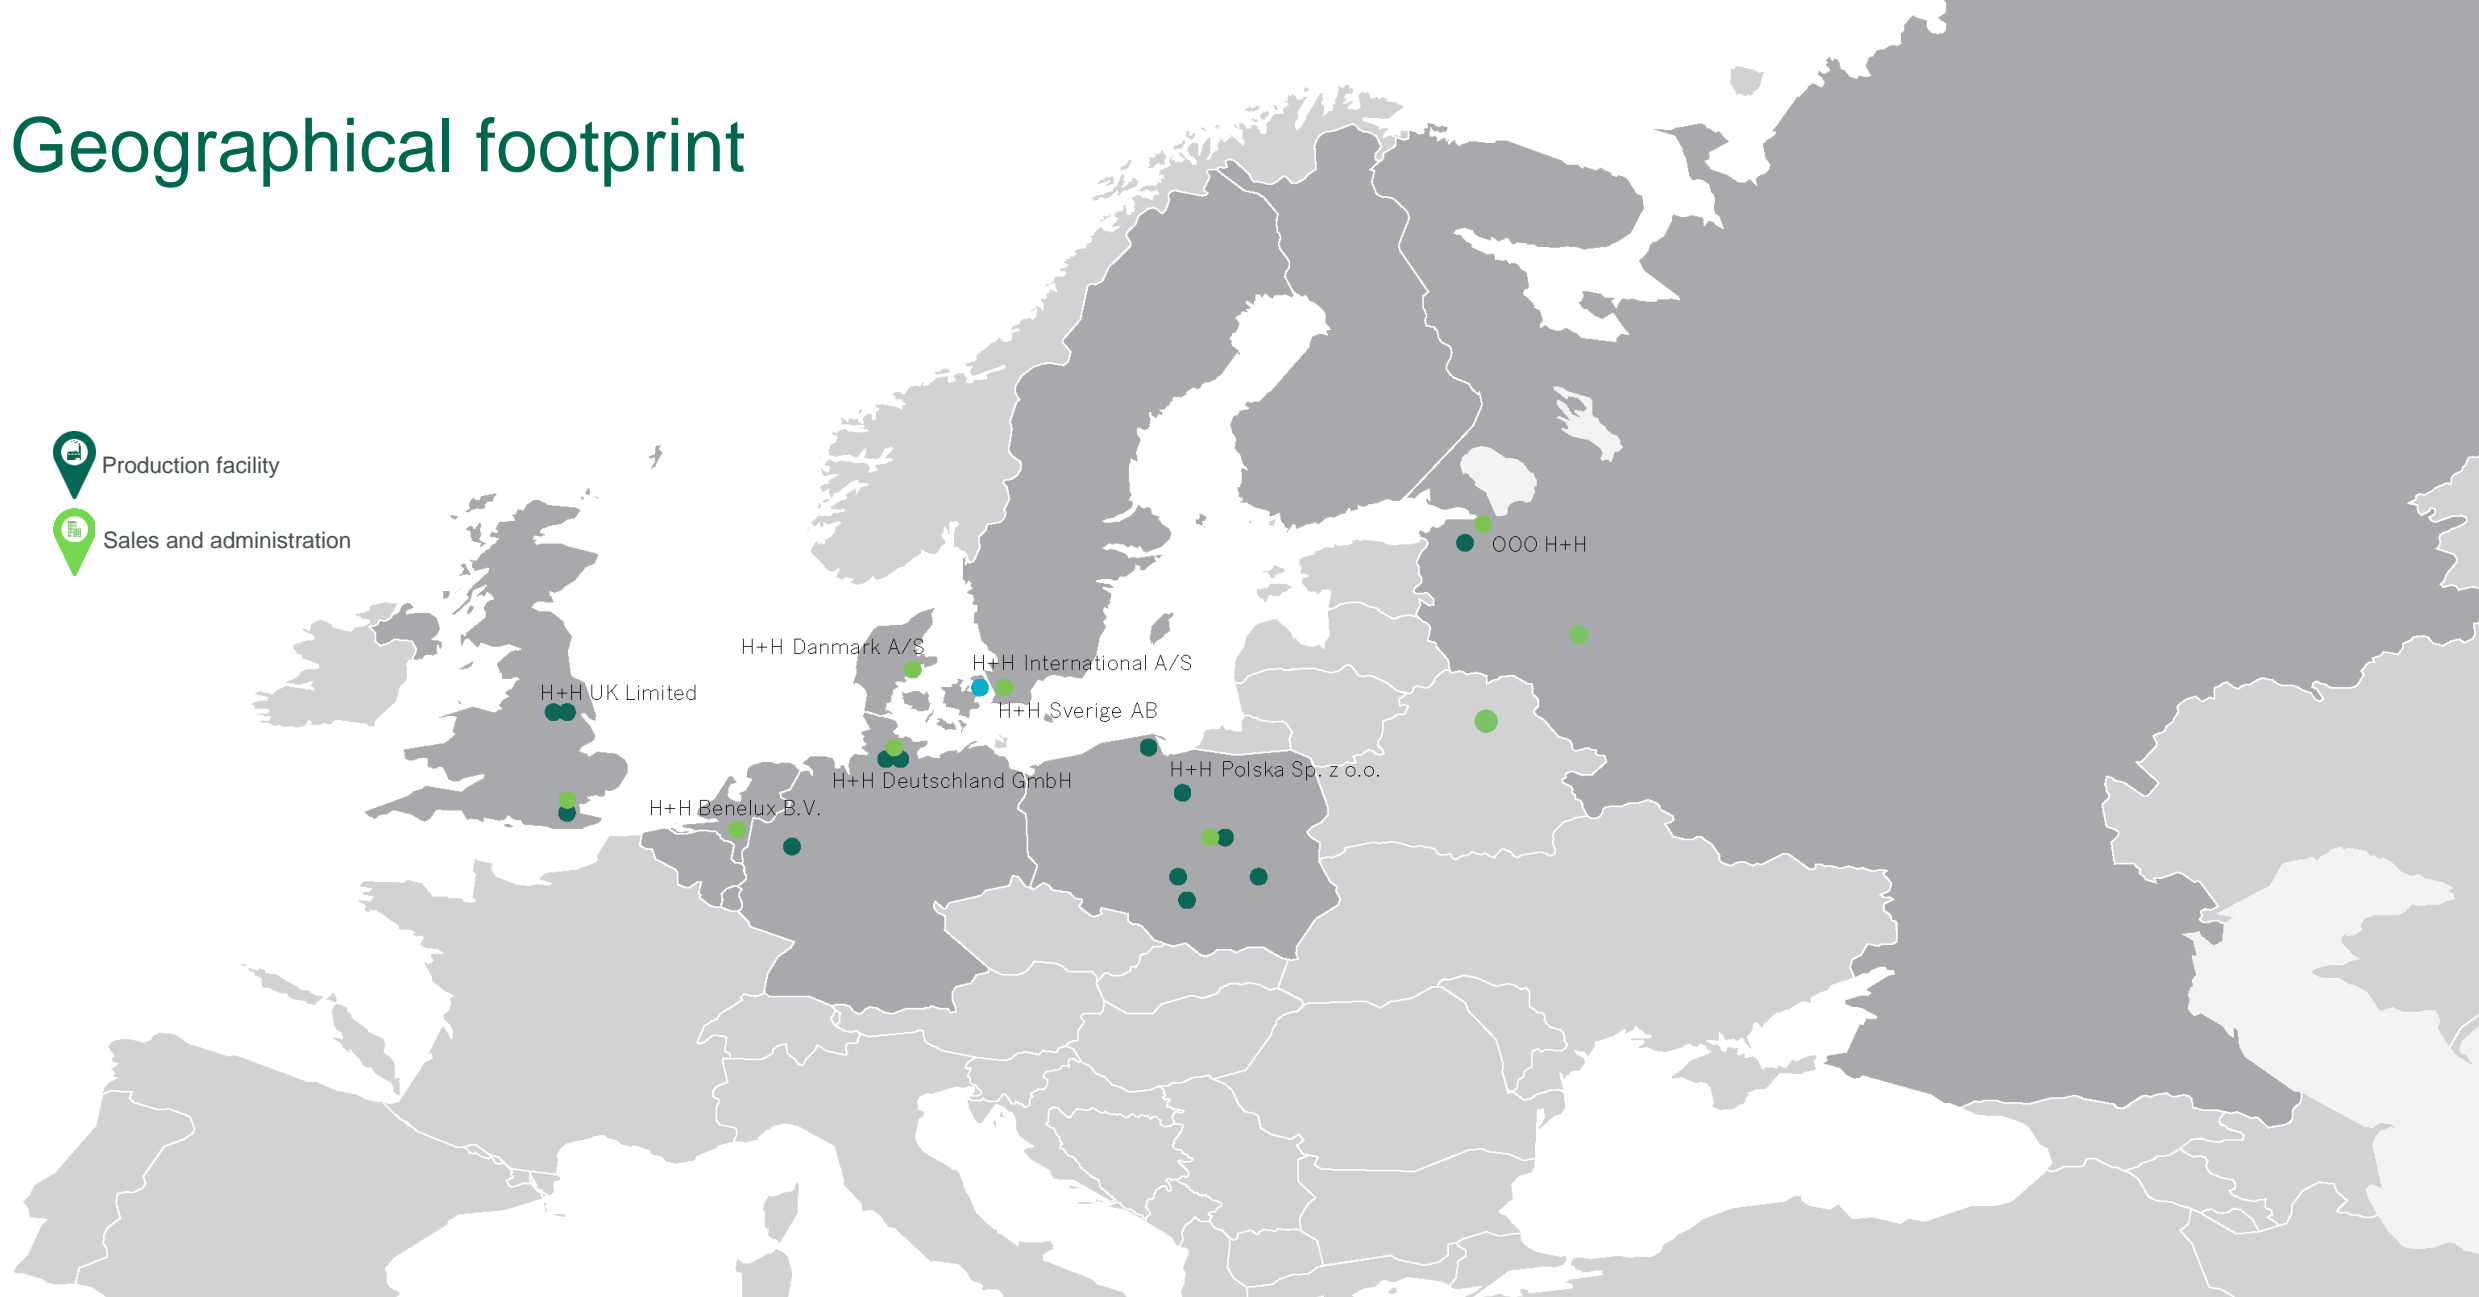 Geographical footprint
Production facility
Sales and administration
OOO H+H
H+H Danmark A/S
H+H International A/S
H+H UK Limited
H+H Sverige AB
H+H Polska Sp. z o.o.
H+H Deutschland GmbH
H+H Benelux B.V.